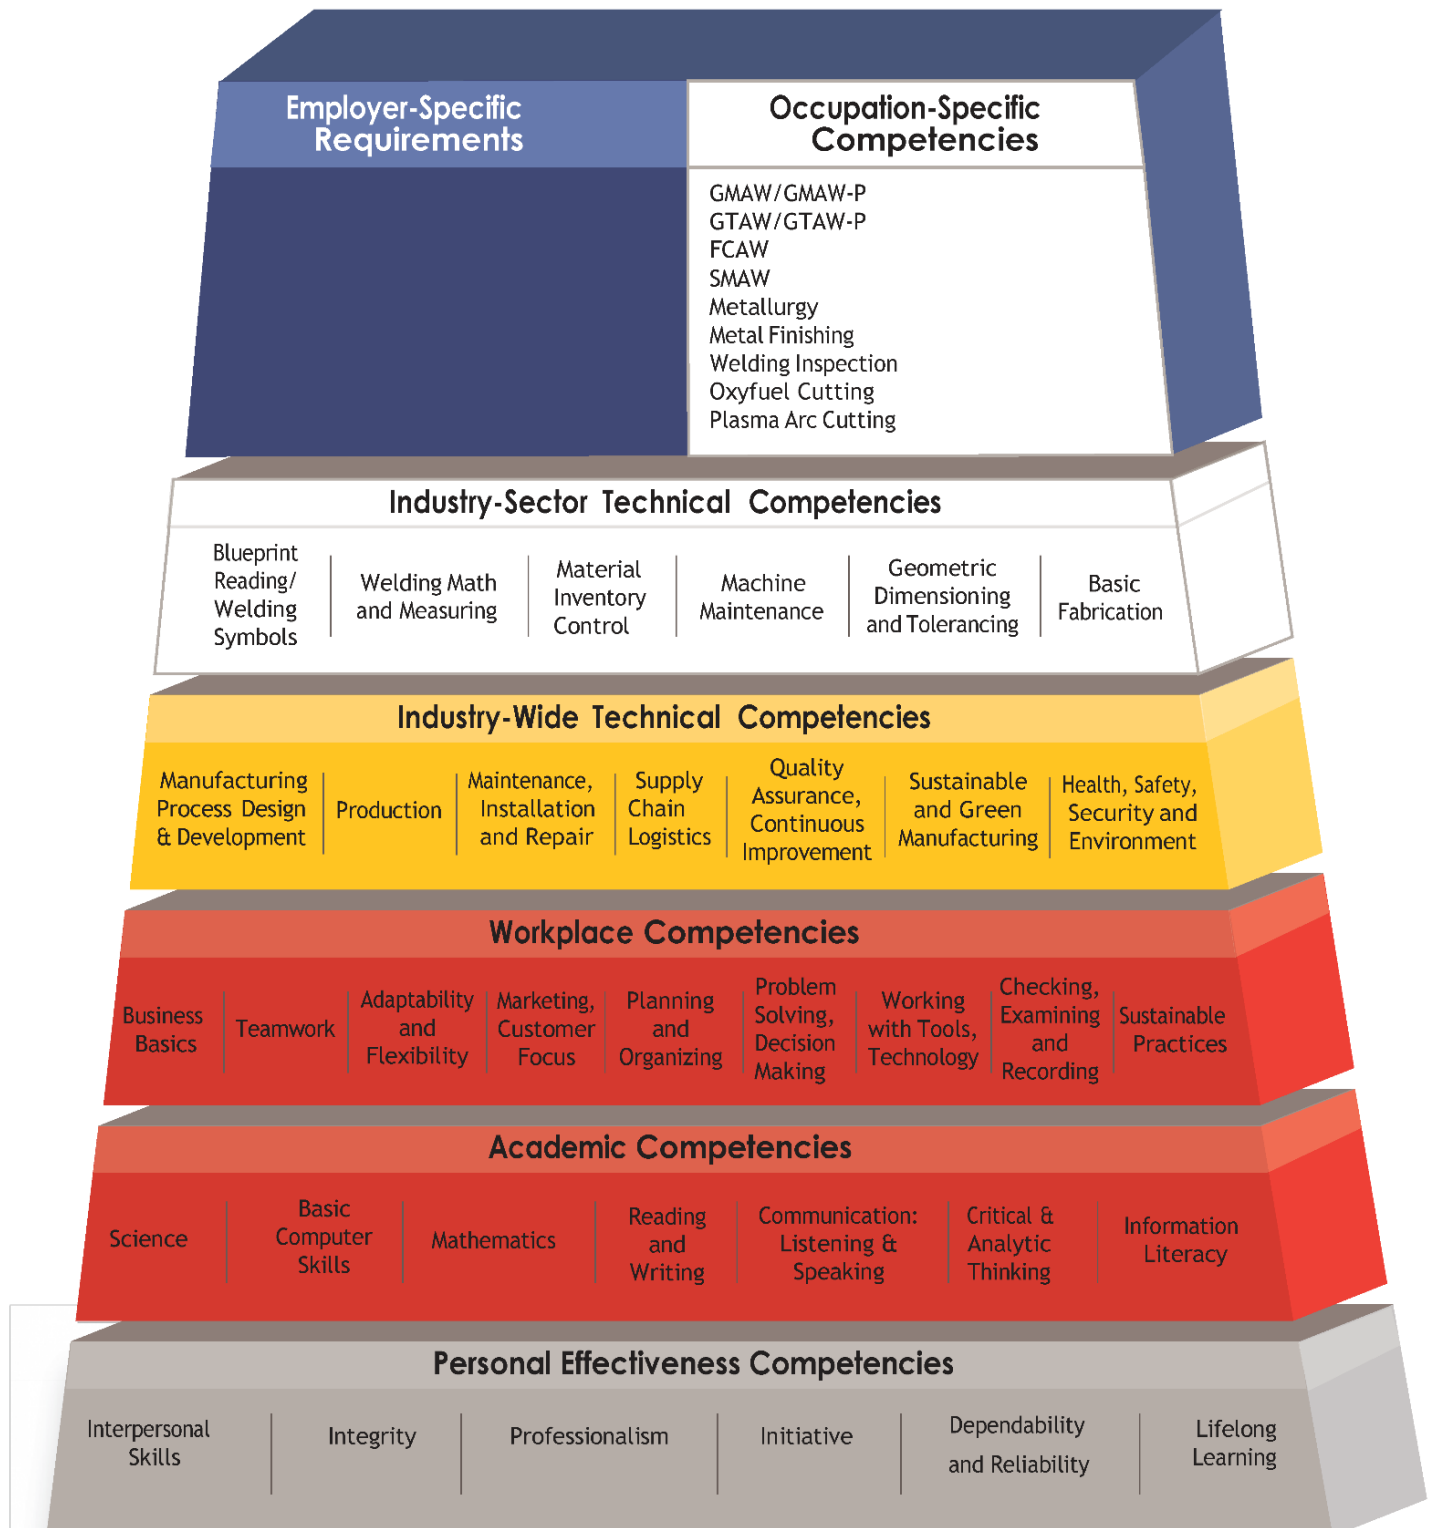 Employer-Specific
Requirements
Occupation-Specific
Competencies
GMAW/GMAW-P
GTAW/GTAW-P
FCAW
SMAW
Metallurgy
Metal Finishing
Welding Inspection
Oxyfuel Cutting
Plasma Arc Cutting
Industry-Sector Technical Competencies
Blueprint
Reading/
Welding
Symbols
Welding Math
and Measuring
Material
Inventory
Control
Machine
Maintenance
Geometric
Dimensioning
and Tolerancing
Basic
Fabrication
Industry-Wide Technical Competencies
Manufacturing
Process Design
& Development
Production
Maintenance,
Installation
and Repair
Supply
Chain
Logistics
Quality
Assurance,
Continuous
Improvement
Sustainable
and Green
Manufacturing
Health, Safety,
Security and
Environment
Workplace Competencies
Business
Basics
Teamwork
Adaptability
and
Flexibility
Marketing,
Customer
Focus
Planning
and
Organizing
Problem
Solving,
Decision
Making
Working
with Tools,
Technology
Checking,
Examining
and
Recording
Sustainable
Practices
Academic Competencies
Science
Basic
Computer
Skills
Mathematics
Reading
and
Writing
Communication:
Listening &
Speaking
Critical &
Analytic
Thinking
Information
Literacy
Personal Effectiveness Competencies
Interpersonal
Skills
Integrity
Professionalism
Initiative
Dependability
and Reliability
Lifelong
Learning